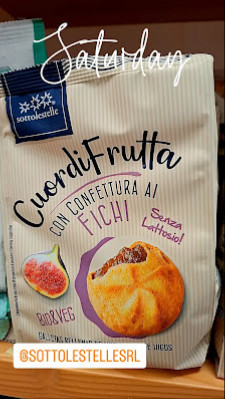 Saturday
sottolestelle
CuordiFrutta
CON CONFETTURA AI
FICHI
Senza
Lattosio!
BIO&VEG
@SOTTOLESTELLESRL